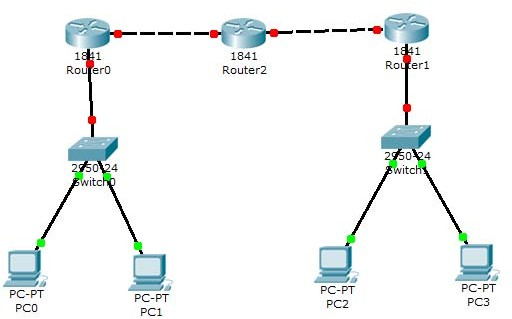 1841
Router0
1841
Router2
1841
Router1
2950-24
Switch0
2950-24
Switch1
PC-PT
PC0
PC-PT
PC1
PC-PT
PC2
PC-PT
PC3